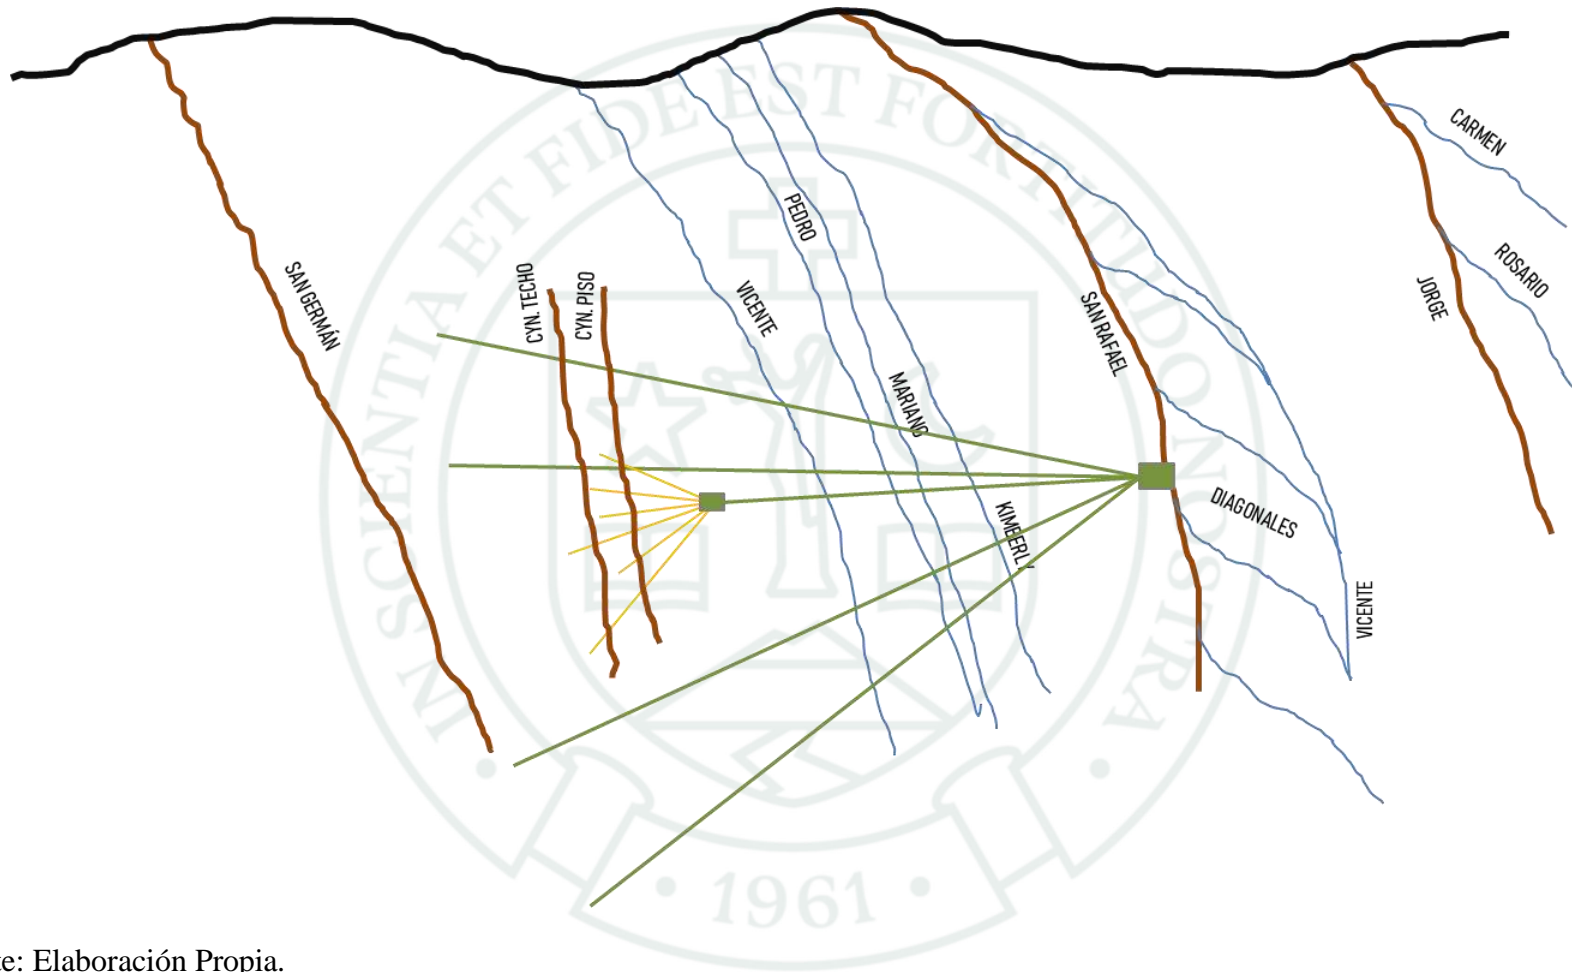 CARMEN
ROSARIO
JORGE
PEDRO
SAN GERMÁN
CYN. TECHO
CYN. PISO
VICENTE
SAN RAFAEL
MARIANO
DIAGONALES
KIMBERLY
VICENTE
IN SCIENTIA ET FIDE EST FORTITUDO NOSTRA
• 1961 •
te: Elaboración Propia.